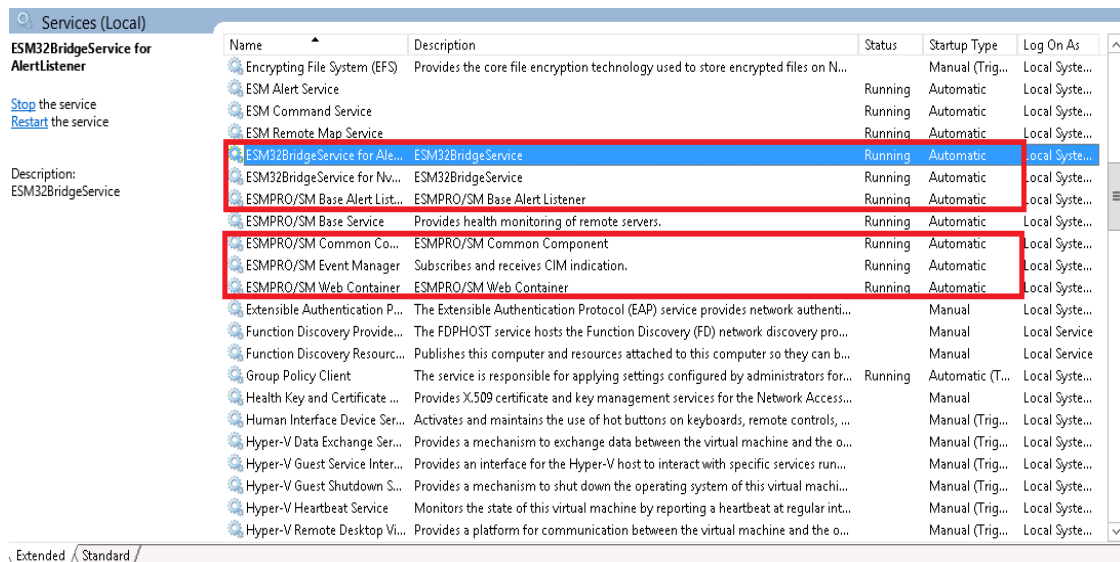 Services (Local)
ESM32BridgeService for
AlertListener
Stop the service
Restart the service
Description:
ESM32BridgeService
Name Description Status Startup Type Log On As
Encrypting File System (EFS) Provides the core file encryption technology used to store encrypted files on N... Manual (Trig... Local Syste...
ESM Alert Service Running Automatic Local Syste...
ESM Command Service Running Automatic Local Syste...
ESM Remote Map Service Running Automatic Local Syste...
ESM32BridgeService for Ale... ESM32BridgeService Running Automatic Local Syste...
ESM32BridgeService for Nv... ESM32BridgeService Running Automatic Local Syste...
ESMPRO/SM Base Alert List... ESMPRO/SM Base Alert Listener Running Automatic Local Syste...
ESMPRO/SM Base Service Provides health monitoring of remote servers. Running Automatic Local Syste...
ESMPRO/SM Common Co... ESMPRO/SM Common Component Running Automatic Local Syste...
ESMPRO/SM Event Manager Subscribes and receives CIM indication. Running Automatic Local Syste...
ESMPRO/SM Web Container ESMPRO/SM Web Container Running Automatic Local Syste...
Extensible Authentication P... The Extensible Authentication Protocol (EAP) service provides network authenti... Manual Local Syste...
Function Discovery Provide... The FDPHOST service hosts the Function Discovery (FD) network discovery pro... Manual Local Service
Function Discovery Resourc... Publishes this computer and resources attached to this computer so they can b... Manual Local Service
Group Policy Client The service is responsible for applying settings configured by administrators for... Running Automatic (T... Local Syste...
Health Key and Certificate ... Provides X.509 certificate and key management services for the Network Access... Manual Local Syste...
Human Interface Device Ser... Activates and maintains the use of hot buttons on keyboards, remote controls, ... Manual (Trig... Local Syste...
Hyper-V Data Exchange Ser... Provides a mechanism to exchange data between the virtual machine and the o... Manual (Trig... Local Syste...
Hyper-V Guest Service Inter... Provides an interface for the Hyper-V host to interact with specific services run... Manual (Trig... Local Syste...
Hyper-V Guest Shutdown S... Provides a mechanism to shut down the operating system of this virtual machi... Manual (Trig... Local Syste...
Hyper-V Heartbeat Service Monitors the state of this virtual machine by reporting a heartbeat at regular int... Manual (Trig... Local Syste...
Hyper-V Remote Desktop Vi... Provides a platform for communication between the virtual machine and the o... Manual (Trig... Local Syste...
Extended Standard